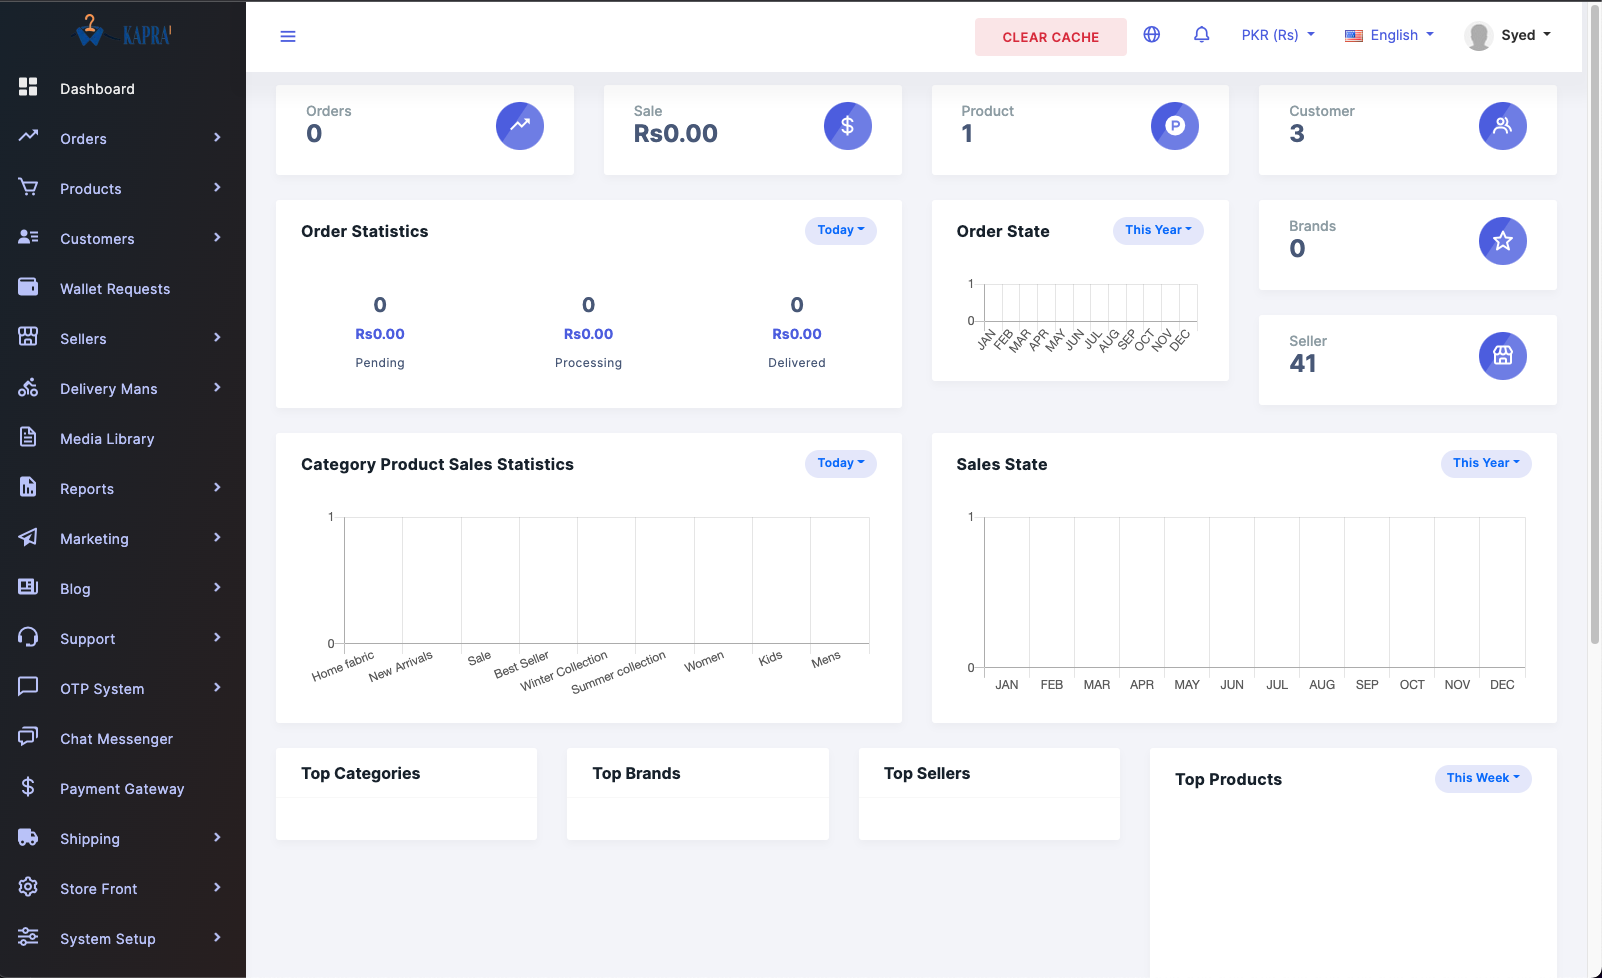 KAPRA
CLEAR CACHE
PKR (Rs)
English
Syed
Dashboard
Orders
Products
Customers
Wallet Requests
Sellers
Delivery Mans
Media Library
Reports
Marketing
Blog
Support
OTP System
Chat Messenger
Payment Gateway
Shipping
Store Front
System Setup
Orders
0
Sale
Rs0.00
$
Product
1
P
Customer
3
Order Statistics
Today
0
Rs0.00
Pending
0
Rs0.00
Processing
0
Rs0.00
Delivered
Order State
This Year
1
0
JAN FEB MAR APR MAY JUN JUL AUG SEP OCT NOV DEC
Brands
0
Seller
41
Category Product Sales Statistics
Today
1
0
Home fabric New Arrivals Sale Best Seller Winter Collection Summer collection Women Kids Mens
Sales State
This Year
1
0
JAN FEB MAR APR MAY JUN JUL AUG SEP OCT NOV DEC
Top Categories
Top Brands
Top Sellers
Top Products
This Week